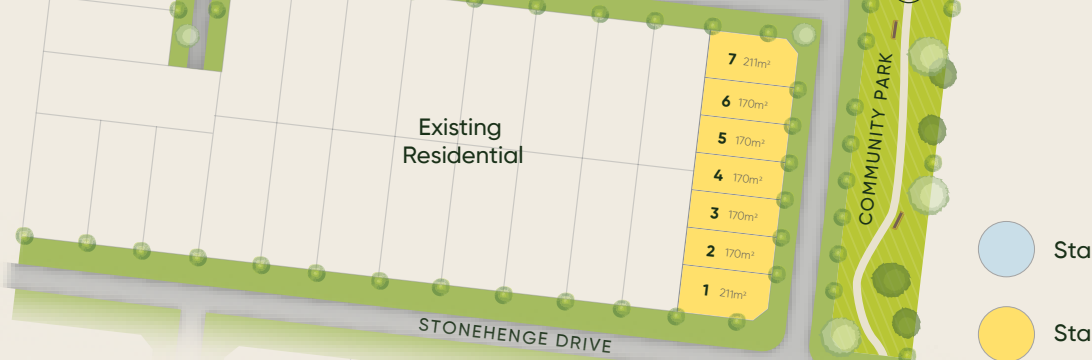 7 211m²
6 170m²
5 170m²
4 170m²
3 170m²
2 170m²
1 211m²
Existing
Residential
COMMUNITY PARK
STONEHENGE DRIVE
Sta
Sta